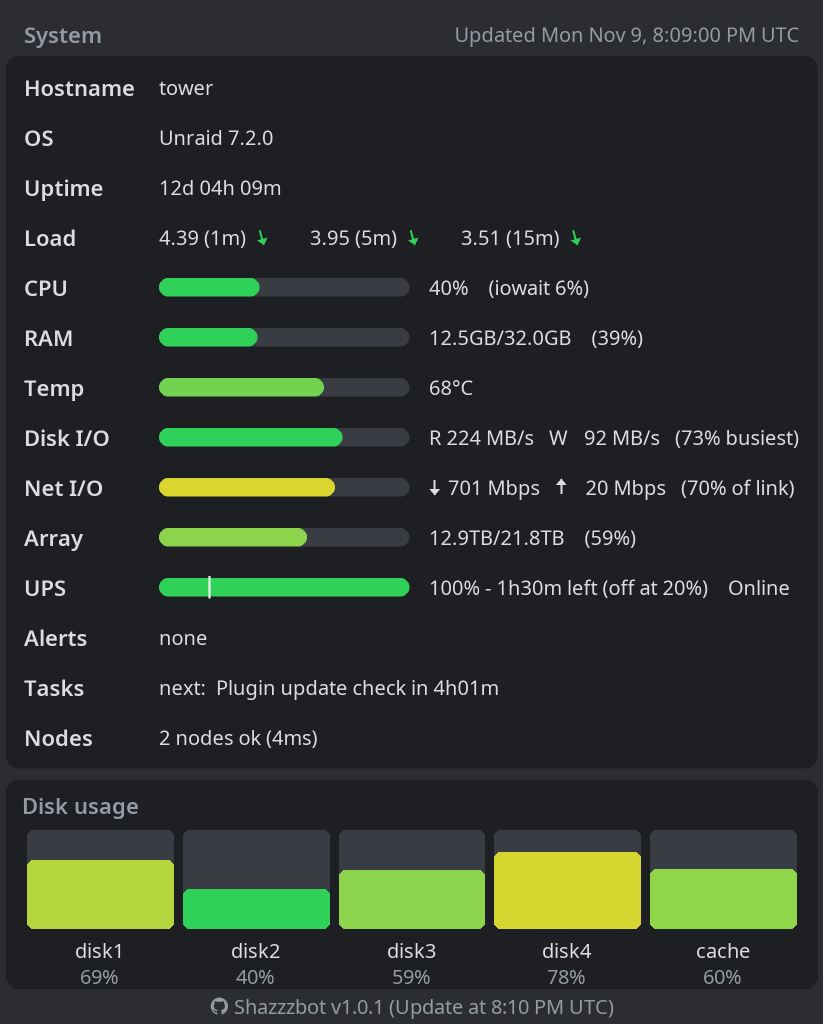 System Updated Mon Nov 9, 8:09:00 PM UTC
Hostname tower
OS Unraid 7.2.0
Uptime 12d 04h 09m
Load 4.39 (1m) ↓ 3.95 (5m) ↓ 3.51 (15m) ↓
CPU 40% (iowait 6%)
RAM 12.5GB/32.0GB (39%)
Temp 68°C
Disk I/O R 224 MB/s W 92 MB/s (73% busiest)
Net I/O ↓ 701 Mbps ↑ 20 Mbps (70% of link)
Array 12.9TB/21.8TB (59%)
UPS 100% - 1h30m left (off at 20%) Online
Alerts none
Tasks next: Plugin update check in 4h01m
Nodes 2 nodes ok (4ms)
Disk usage
disk1 disk2 disk3 disk4 cache
69% 40% 59% 78% 60%
Shazzzbot v1.0.1 (Update at 8:10 PM UTC)